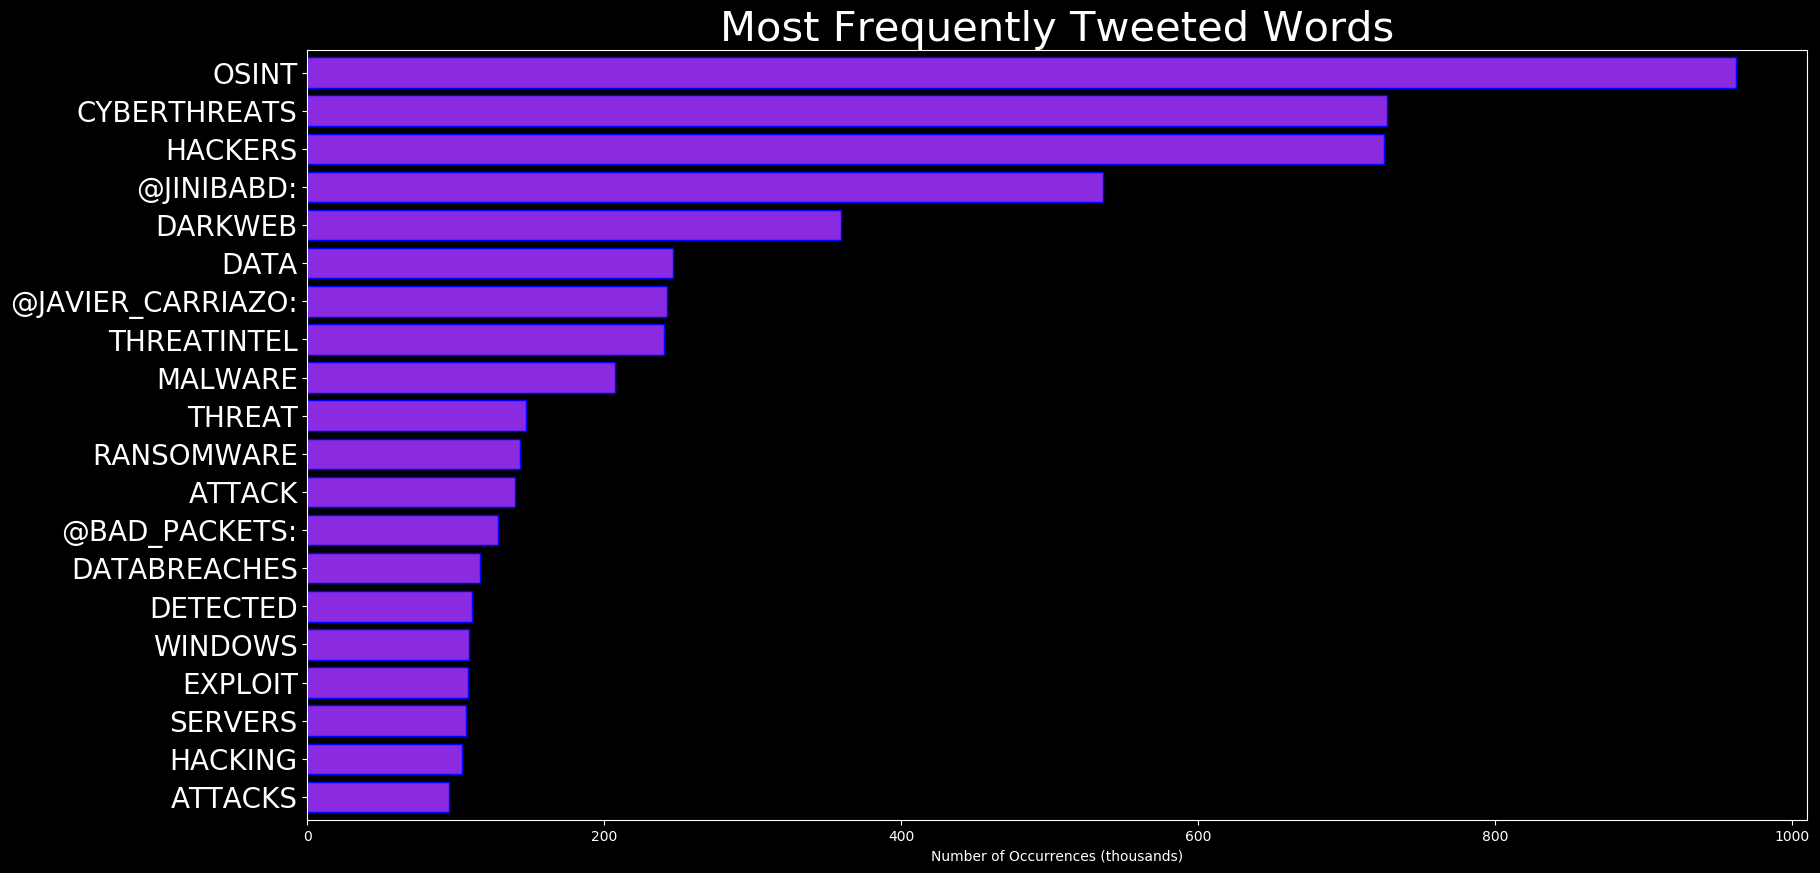 Most Frequently Tweeted Words
OSINT
CYBERTHREATS
HACKERS
@JINIBABD:
DARKWEB
DATA
@JAVIER_CARRIAZO:
THREATINTEL
MALWARE
THREAT
RANSOMWARE
ATTACK
@BAD_PACKETS:
DATABREACHES
DETECTED
WINDOWS
EXPLOIT
SERVERS
HACKING
ATTACKS
0 200 400 600 800 1000
Number of Occurrences (thousands)